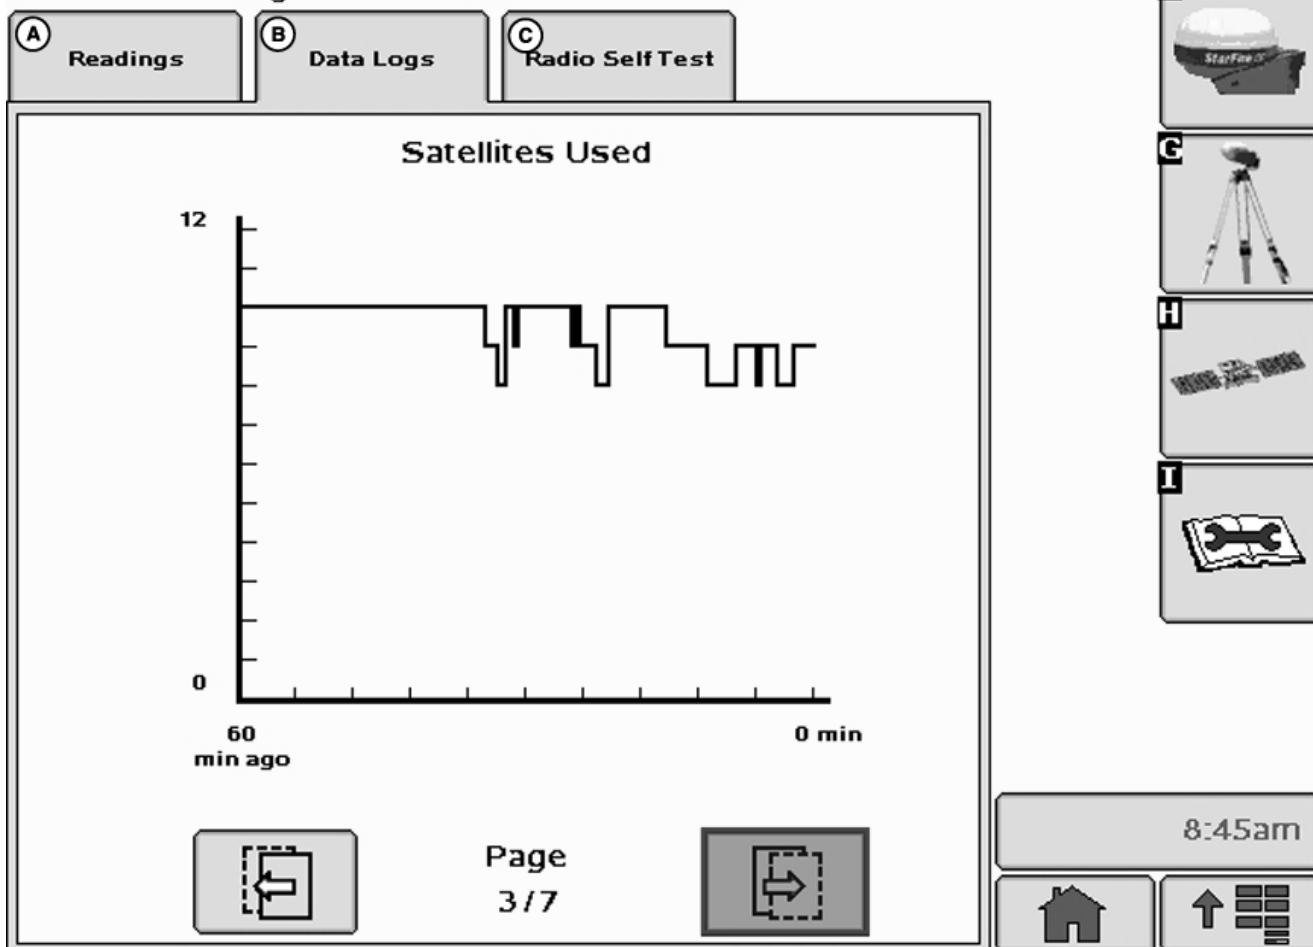 A
Readings
B
Data Logs
C
Radio Self Test
StarFire
G
H
I
Satellites Used
12
0
60
min ago
0 min
Page
3/7
8:45am